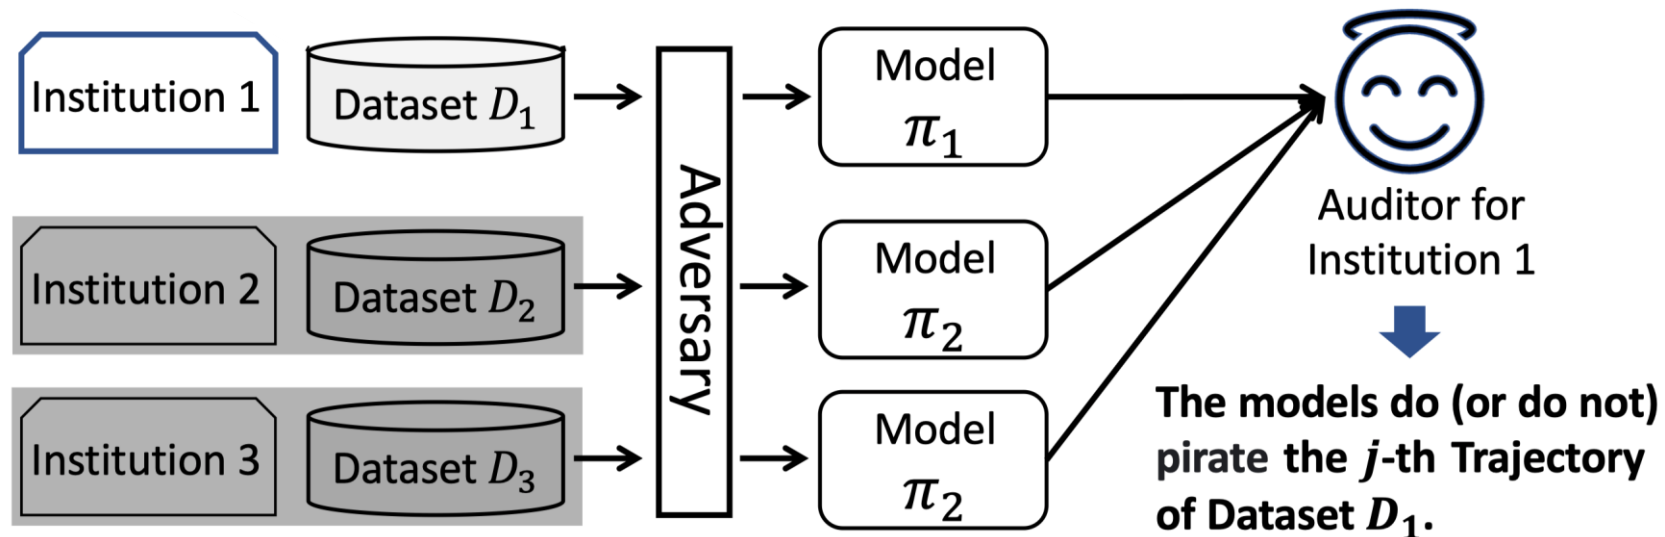 Institution 1
Dataset D₁
Model
π₁
Institution 2
Dataset D₂
Model
π₂
Institution 3
Dataset D₃
Model
π₂
Adversary
Auditor for
Institution 1
The models do (or do not)
pirate the j-th Trajectory
of Dataset D₁.